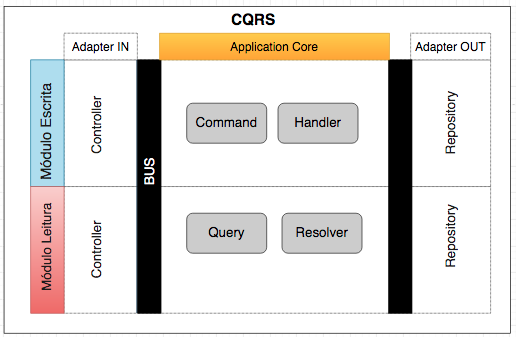 CQRS
Adapter IN
Application Core
Adapter OUT
Módulo Escrita
Controller
BUS
Command
Handler
Repository
Módulo Leitura
Controller
Query
Resolver
Repository